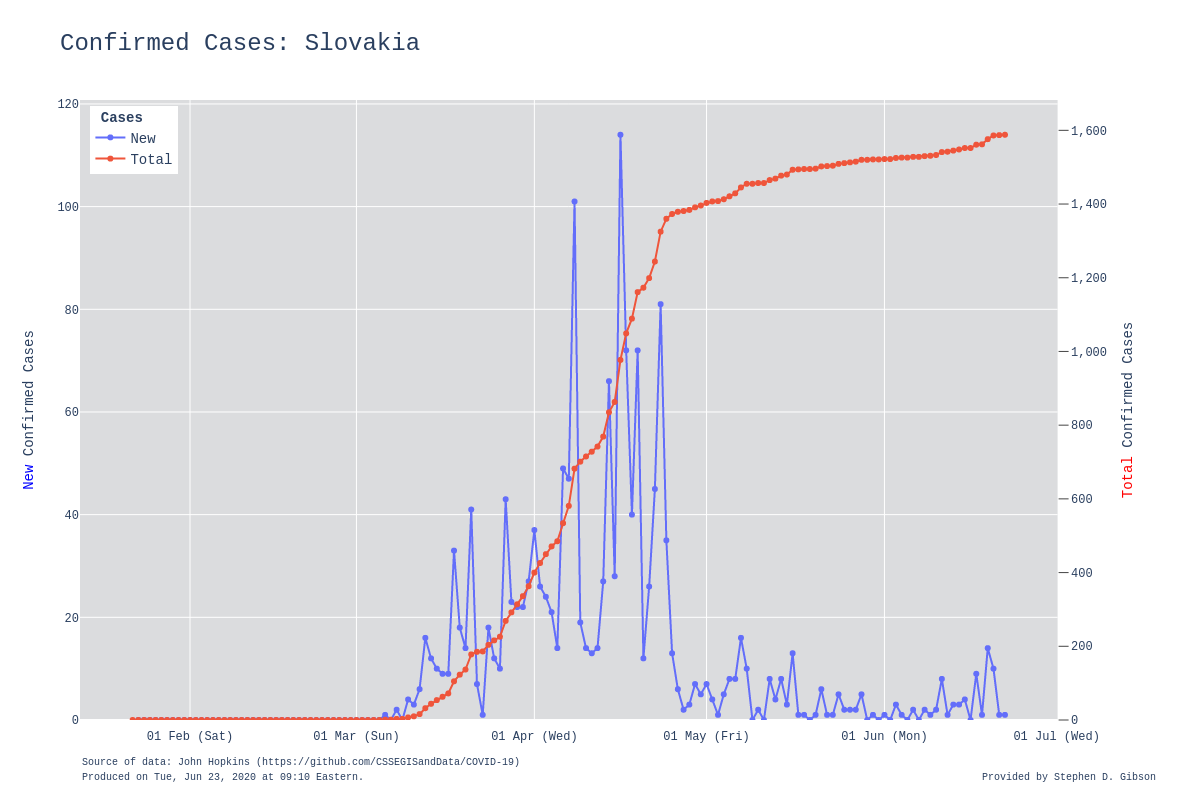 Confirmed Cases: Slovakia
Cases
New
Total
120
100
80
60
40
20
0
1,600
1,400
1,200
1,000
800
600
400
200
0
New Confirmed Cases
Total Confirmed Cases
01 Feb (Sat)
01 Mar (Sun)
01 Apr (Wed)
01 May (Fri)
01 Jun (Mon)
01 Jul (Wed)
Source of data: John Hopkins (https://github.com/CSSEGISandData/COVID-19)
Produced on Tue, Jun 23, 2020 at 09:10 Eastern.
Provided by Stephen D. Gibson